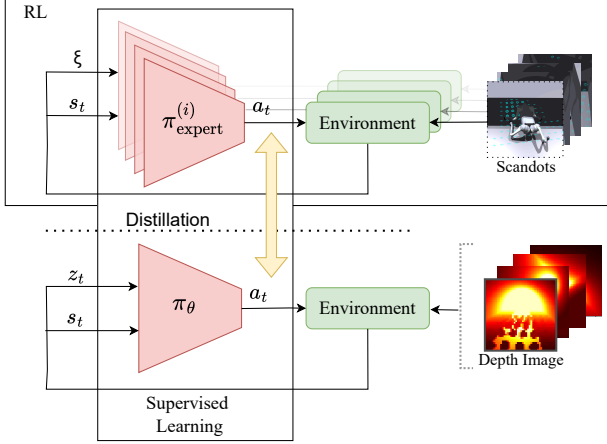 RL
ξ
s_t
π_expert^(i)
a_t
Environment
Scandots
Distillation
z_t
s_t
π_θ
a_t
Environment
Depth Image
Supervised
Learning